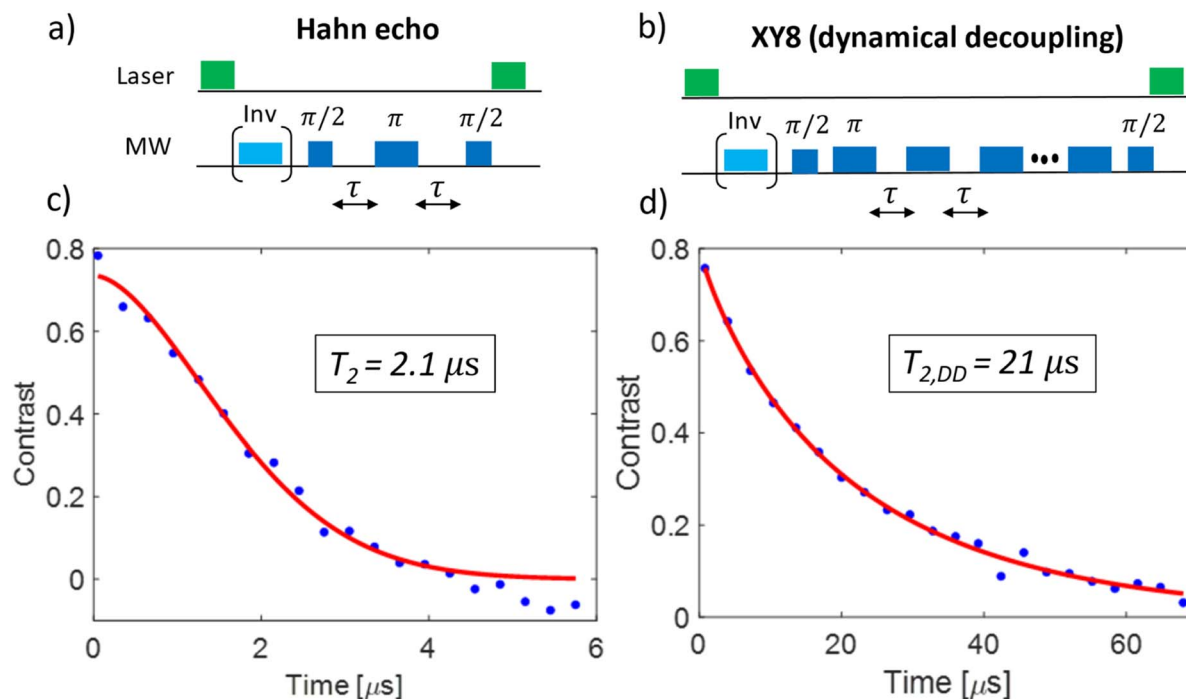 a)
Hahn echo
Laser
Inv
π/2
π
π/2
MW
τ
τ
b)
XY8 (dynamical decoupling)
Inv
π/2
π
π/2
•••
τ
τ
c)
0.8
0.6
0.4
0.2
0
Contrast
T₂ = 2.1 μs
0
2
4
6
Time [μs]
d)
0.8
0.6
0.4
0.2
0
Contrast
T₂,DD = 21 μs
0
20
40
60
Time [μs]